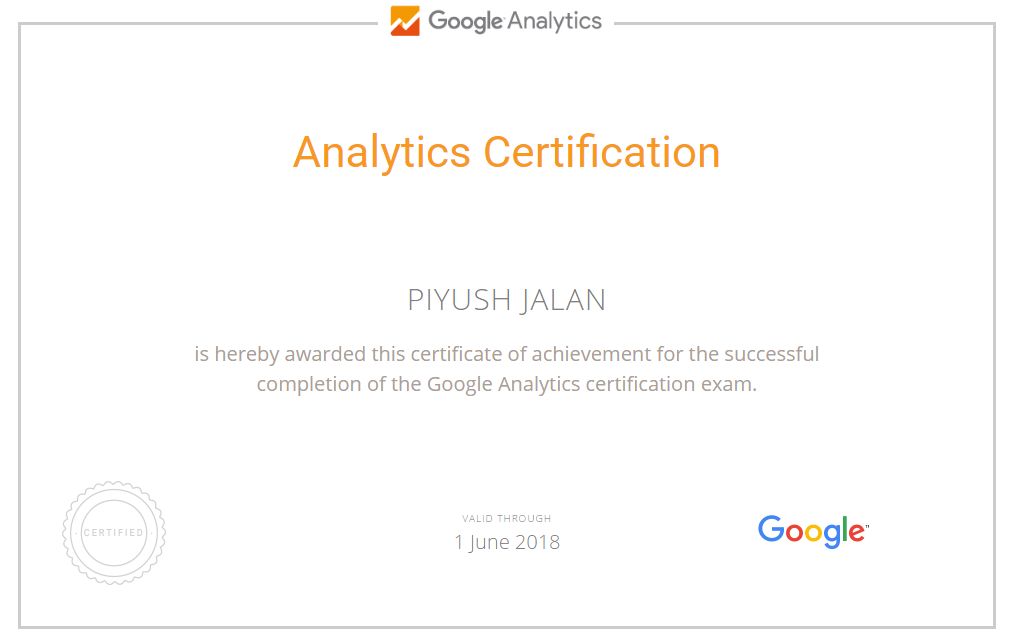 Google Analytics
Analytics Certification
PIYUSH JALAN
is hereby awarded this certificate of achievement for the successful
completion of the Google Analytics certification exam.
· CERTIFIED ·
VALID THROUGH
1 June 2018
Google™